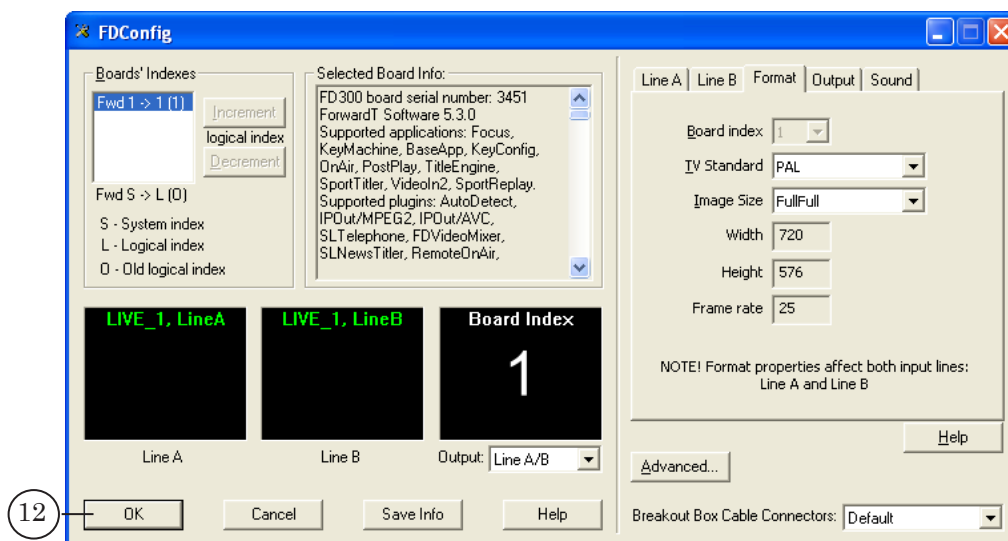 FDConfig
Boards' Indexes
Fwd 1 -> 1 (1)
Increment
logical index
Decrement
Fwd S -> L (O)
S - System index
L - Logical index
O - Old logical index
Selected Board Info:
FD300 board serial number: 3451
ForwardT Software 5.3.0
Supported applications: Focus,
KeyMachine, BaseApp, KeyConfig,
OnAir, PostPlay, TitleEngine,
SportTitler, VideoIn2, SportReplay.
Supported plugins: AutoDetect,
IPOut/MPEG2, IPOut/AVC,
SLTelephone, FDVideoMixer,
SLNewsTitler, RemoteOnAir,
LIVE_1, LineA
LIVE_1, LineB
Board Index
1
Line A
Line B
Output: Line A/B
12
OK
Cancel
Save Info
Help
Line A
Line B
Format
Output
Sound
Board index 1
TV Standard PAL
Image Size FullFull
Width 720
Height 576
Frame rate 25
NOTE! Format properties affect both input lines:
Line A and Line B
Help
Advanced...
Breakout Box Cable Connectors: Default